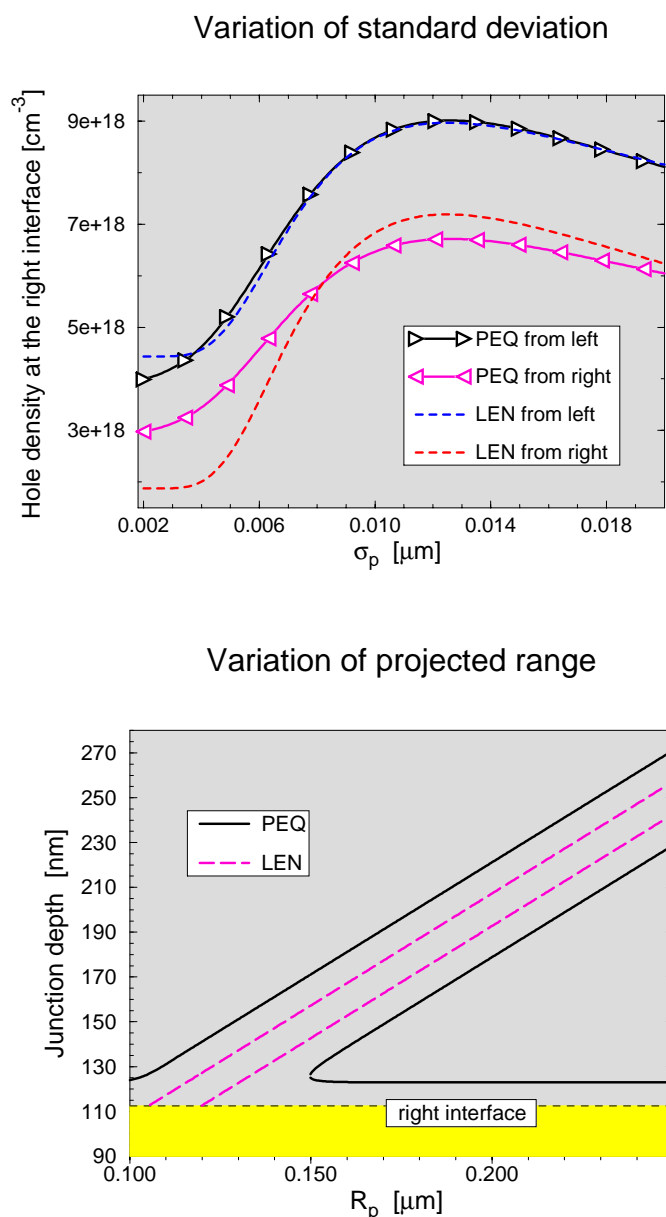 Variation of standard deviation
Hole density at the right interface [cm-3]
9e+18
7e+18
5e+18
3e+18
PEQ from left
PEQ from right
LEN from left
LEN from right
0.002 0.006 0.010 0.014 0.018
σp [μm]
Variation of projected range
Junction depth [nm]
270
250
230
210
190
170
150
130
110
90
PEQ
LEN
right interface
0.100 0.150 0.200
Rp [μm]